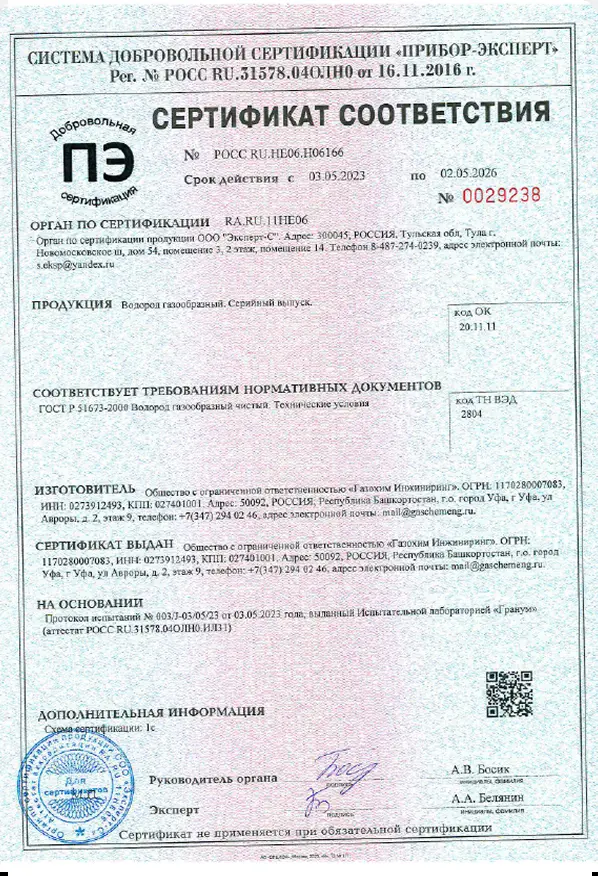 СИСТЕМА ДОБРОВОЛЬНОЙ СЕРТИФИКАЦИИ «ПРИБОР-ЭКСПЕРТ»
Рег. № РОСС RU.31578.04ОЛН0 от 16.11.2016 г.
Добровольная
ПЭ
сертификация
СЕРТИФИКАТ СООТВЕТСТВИЯ
№ РОСС RU.НЕ06.Н06166
Срок действия с 03.05.2023 по 02.05.2026
№ 0029238
ОРГАН ПО СЕРТИФИКАЦИИ RA.RU.11НЕ06
Орган по сертификации продукции ООО "Эксперт-С". Адрес: 300045, РОССИЯ, Тульская обл, Тула г,
Новомосковское ш, дом 54, помещение 3, 2 этаж, помещение 14. Телефон 8-487-274-0239, адрес электронной почты:
s.eksp@yandex.ru
ПРОДУКЦИЯ Водород газообразный. Серийный выпуск.
код ОК
20.11.11
СООТВЕТСТВУЕТ ТРЕБОВАНИЯМ НОРМАТИВНЫХ ДОКУМЕНТОВ
ГОСТ Р 51673-2000 Водород газообразный чистый. Технические условия
код ТН ВЭД
2804
ИЗГОТОВИТЕЛЬ Общество с ограниченной ответственностью «Газохим Инжиниринг». ОГРН: 1170280007083,
ИНН: 0273912493, КПП: 027401001. Адрес: 50092, РОССИЯ, Республика Башкортостан, г.о. город Уфа, г Уфа, ул
Авроры, д. 2, этаж 9, телефон: +7(347) 294 02 46, адрес электронной почты: mail@gaschemeng.ru.
СЕРТИФИКАТ ВЫДАН Общество с ограниченной ответственностью «Газохим Инжиниринг». ОГРН:
1170280007083, ИНН: 0273912493, КПП: 027401001. Адрес: 50092, РОССИЯ, Республика Башкортостан, г.о. город
Уфа, г Уфа, ул Авроры, д. 2, этаж 9, телефон: +7(347) 294 02 46, адрес электронной почты: mail@gaschemeng.ru.
НА ОСНОВАНИИ
Протокол испытаний № 003/J-03/05/23 от 03.05.2023 года, выданный Испытательной лабораторией «Гранум»
(аттестат РОСС RU.31578.04ОЛН0.ИЛ31)
ДОПОЛНИТЕЛЬНАЯ ИНФОРМАЦИЯ
Схема сертификации: 1с
Для
сертификатов
М.П.
Руководитель органа
подпись
А.В. Босик
инициалы, фамилия
Эксперт
подпись
А.А. Белянин
инициалы, фамилия
Сертификат не применяется при обязательной сертификации